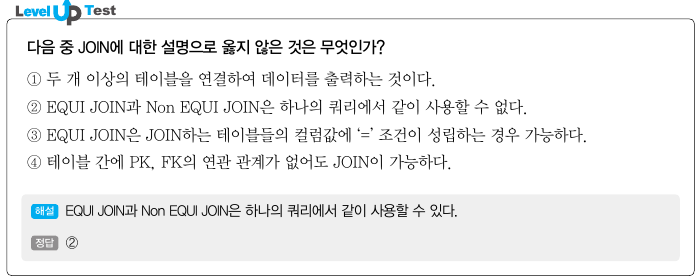 Level Up Test
다음 중 JOIN에 대한 설명으로 옳지 않은 것은 무엇인가?
① 두 개 이상의 테이블을 연결하여 데이터를 출력하는 것이다.
② EQUI JOIN과 Non EQUI JOIN은 하나의 쿼리에서 같이 사용할 수 없다.
③ EQUI JOIN은 JOIN하는 테이블들의 컬럼값에 ‘=’ 조건이 성립하는 경우 가능하다.
④ 테이블 간에 PK, FK의 연관 관계가 없어도 JOIN이 가능하다.
해설 EQUI JOIN과 Non EQUI JOIN은 하나의 쿼리에서 같이 사용할 수 있다.
정답 ②